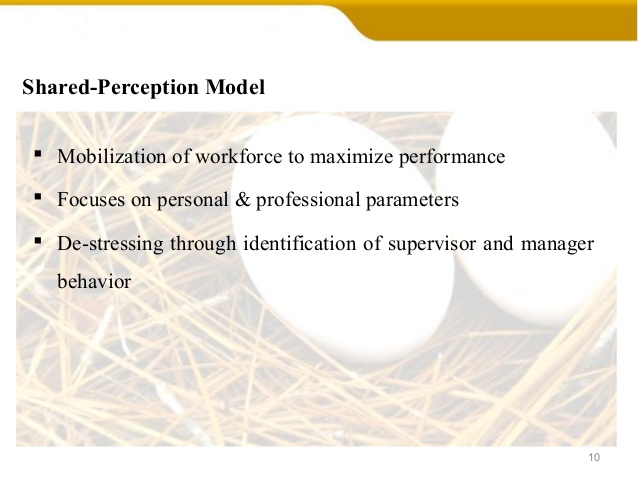 Shared-Perception Model
▪ Mobilization of workforce to maximize performance
▪ Focuses on personal & professional parameters
▪ De-stressing through identification of supervisor and manager
behavior
10